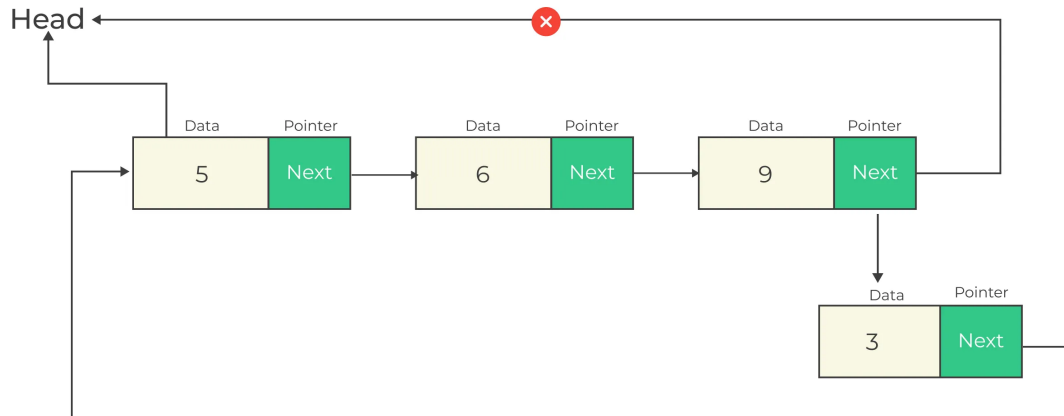 Head
Data Pointer Data Pointer Data Pointer
5 Next 6 Next 9 Next
Data Pointer
3 Next